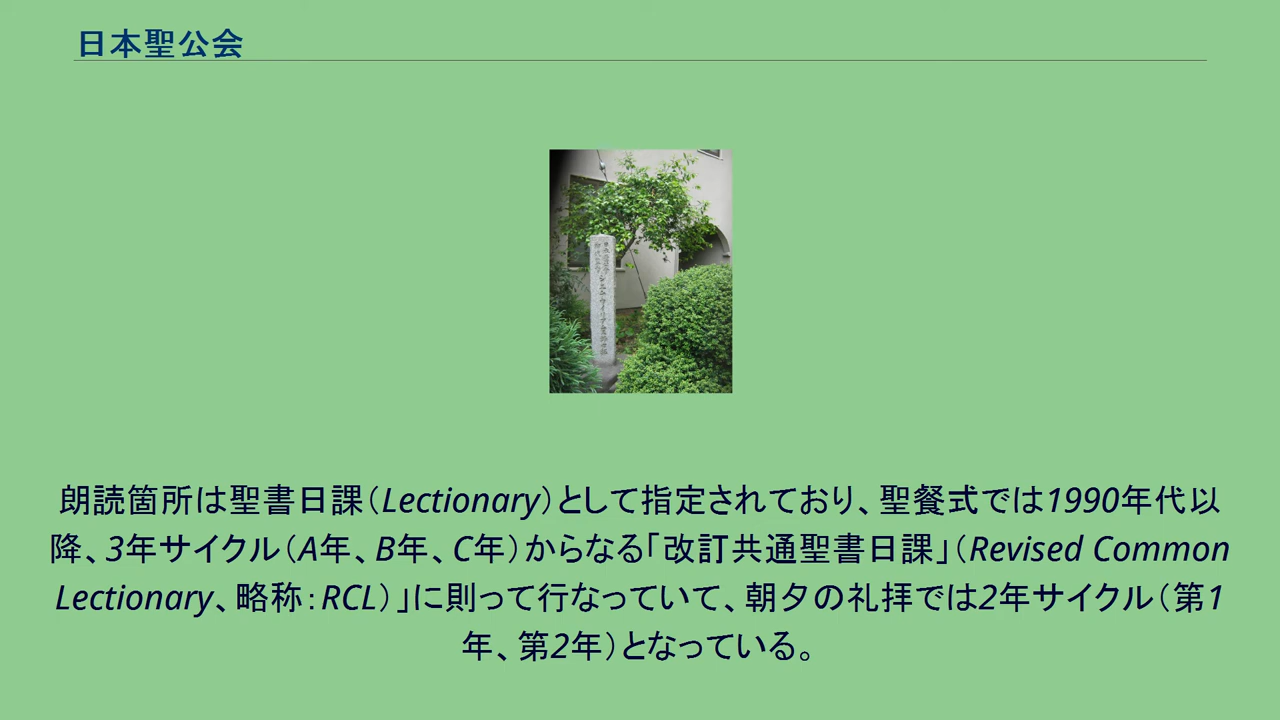 日本聖公会
朗読箇所は聖書日課（Lectionary）として指定されており、聖餐式では1990年代以
降、3年サイクル（A年、B年、C年）からなる「改訂共通聖書日課」（Revised Common
Lectionary、略称：RCL）」に則って行なっていて、朝夕の礼拝では2年サイクル（第1
年、第2年）となっている。